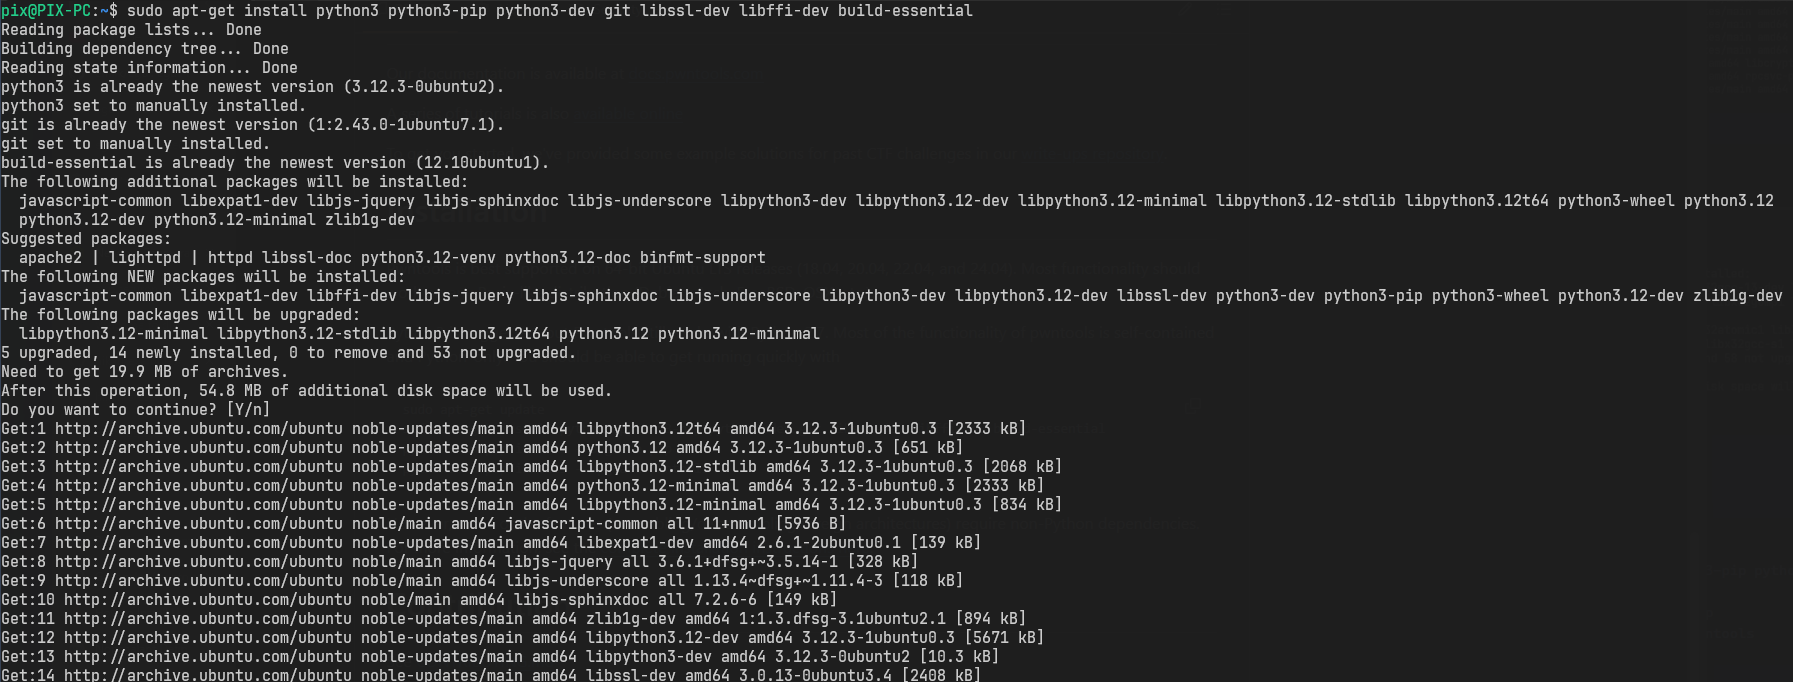 pix@PIX-PC:~$ sudo apt-get install python3 python3-pip python3-dev git libssl-dev libffi-dev build-essential
Reading package lists... Done
Building dependency tree... Done
Reading state information... Done
python3 is already the newest version (3.12.3-0ubuntu2).
python3 set to manually installed.
git is already the newest version (1:2.43.0-1ubuntu7.1).
git set to manually installed.
build-essential is already the newest version (12.10ubuntu1).
The following additional packages will be installed:
  javascript-common libexpat1-dev libjs-jquery libjs-sphinxdoc libjs-underscore libpython3-dev libpython3.12-dev libpython3.12-minimal libpython3.12-stdlib libpython3.12t64 python3-wheel python3.12
  python3.12-dev python3.12-minimal zlib1g-dev
Suggested packages:
  apache2 | lighttpd | httpd libssl-doc python3.12-venv python3.12-doc binfmt-support
The following NEW packages will be installed:
  javascript-common libexpat1-dev libffi-dev libjs-jquery libjs-sphinxdoc libjs-underscore libpython3-dev libpython3.12-dev libssl-dev python3-dev python3-pip python3-wheel python3.12-dev zlib1g-dev
The following packages will be upgraded:
  libpython3.12-minimal libpython3.12-stdlib libpython3.12t64 python3.12 python3.12-minimal
5 upgraded, 14 newly installed, 0 to remove and 53 not upgraded.
Need to get 19.9 MB of archives.
After this operation, 54.8 MB of additional disk space will be used.
Do you want to continue? [Y/n]
Get:1 http://archive.ubuntu.com/ubuntu noble-updates/main amd64 libpython3.12t64 amd64 3.12.3-1ubuntu0.3 [2333 kB]
Get:2 http://archive.ubuntu.com/ubuntu noble-updates/main amd64 python3.12 amd64 3.12.3-1ubuntu0.3 [651 kB]
Get:3 http://archive.ubuntu.com/ubuntu noble-updates/main amd64 libpython3.12-stdlib amd64 3.12.3-1ubuntu0.3 [2068 kB]
Get:4 http://archive.ubuntu.com/ubuntu noble-updates/main amd64 python3.12-minimal amd64 3.12.3-1ubuntu0.3 [2333 kB]
Get:5 http://archive.ubuntu.com/ubuntu noble-updates/main amd64 libpython3.12-minimal amd64 3.12.3-1ubuntu0.3 [834 kB]
Get:6 http://archive.ubuntu.com/ubuntu noble/main amd64 javascript-common all 11+nmu1 [5936 B]
Get:7 http://archive.ubuntu.com/ubuntu noble-updates/main amd64 libexpat1-dev amd64 2.6.1-2ubuntu0.1 [139 kB]
Get:8 http://archive.ubuntu.com/ubuntu noble/main amd64 libjs-jquery all 3.6.1+dfsg+~3.5.14-1 [328 kB]
Get:9 http://archive.ubuntu.com/ubuntu noble/main amd64 libjs-underscore all 1.13.4~dfsg+~1.11.4-3 [118 kB]
Get:10 http://archive.ubuntu.com/ubuntu noble/main amd64 libjs-sphinxdoc all 7.2.6-6 [149 kB]
Get:11 http://archive.ubuntu.com/ubuntu noble-updates/main amd64 zlib1g-dev amd64 1:1.3.dfsg-3.1ubuntu2.1 [894 kB]
Get:12 http://archive.ubuntu.com/ubuntu noble-updates/main amd64 libpython3.12-dev amd64 3.12.3-1ubuntu0.3 [5671 kB]
Get:13 http://archive.ubuntu.com/ubuntu noble-updates/main amd64 libpython3-dev amd64 3.12.3-0ubuntu2 [10.3 kB]
Get:14 http://archive.ubuntu.com/ubuntu noble-updates/main amd64 libssl-dev amd64 3.0.13-0ubuntu3.4 [2408 kB]